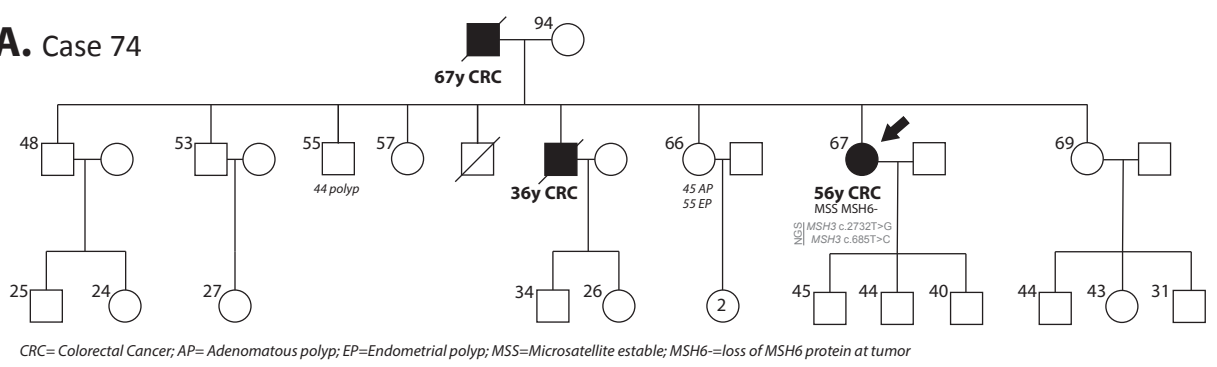 A. Case 74
94
67y CRC
48
53
55
57
66
67
69
44 polyp
36y CRC
45 AP
55 EP
56y CRC
MSS MSH6-
NGS
MSH3 c.2732T>G
MSH3 c.685T>C
25
24
27
34
26
2
45
44
40
44
43
31
CRC= Colorectal Cancer; AP= Adenomatous polyp; EP=Endometrial polyp; MSS=Microsatellite estable; MSH6-=loss of MSH6 protein at tumor